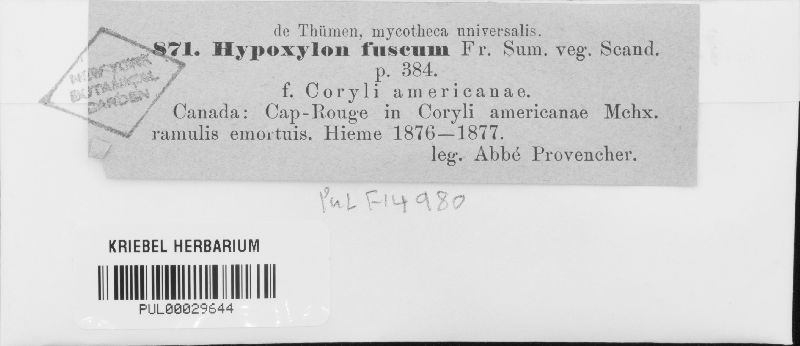 de Thümen, mycotheca universalis.
871. Hypoxylon fuscum Fr. Sum. veg. Scand.
p. 384.
f. Coryli americanae.
Canada: Cap-Rouge in Coryli americanae Mchx.
ramulis emortuis. Hieme 1876—1877.
leg. Abbé Provencher.
NEW YORK
BOTANICAL
GARDEN
PUL F14980
KRIEBEL HERBARIUM
PUL00029644